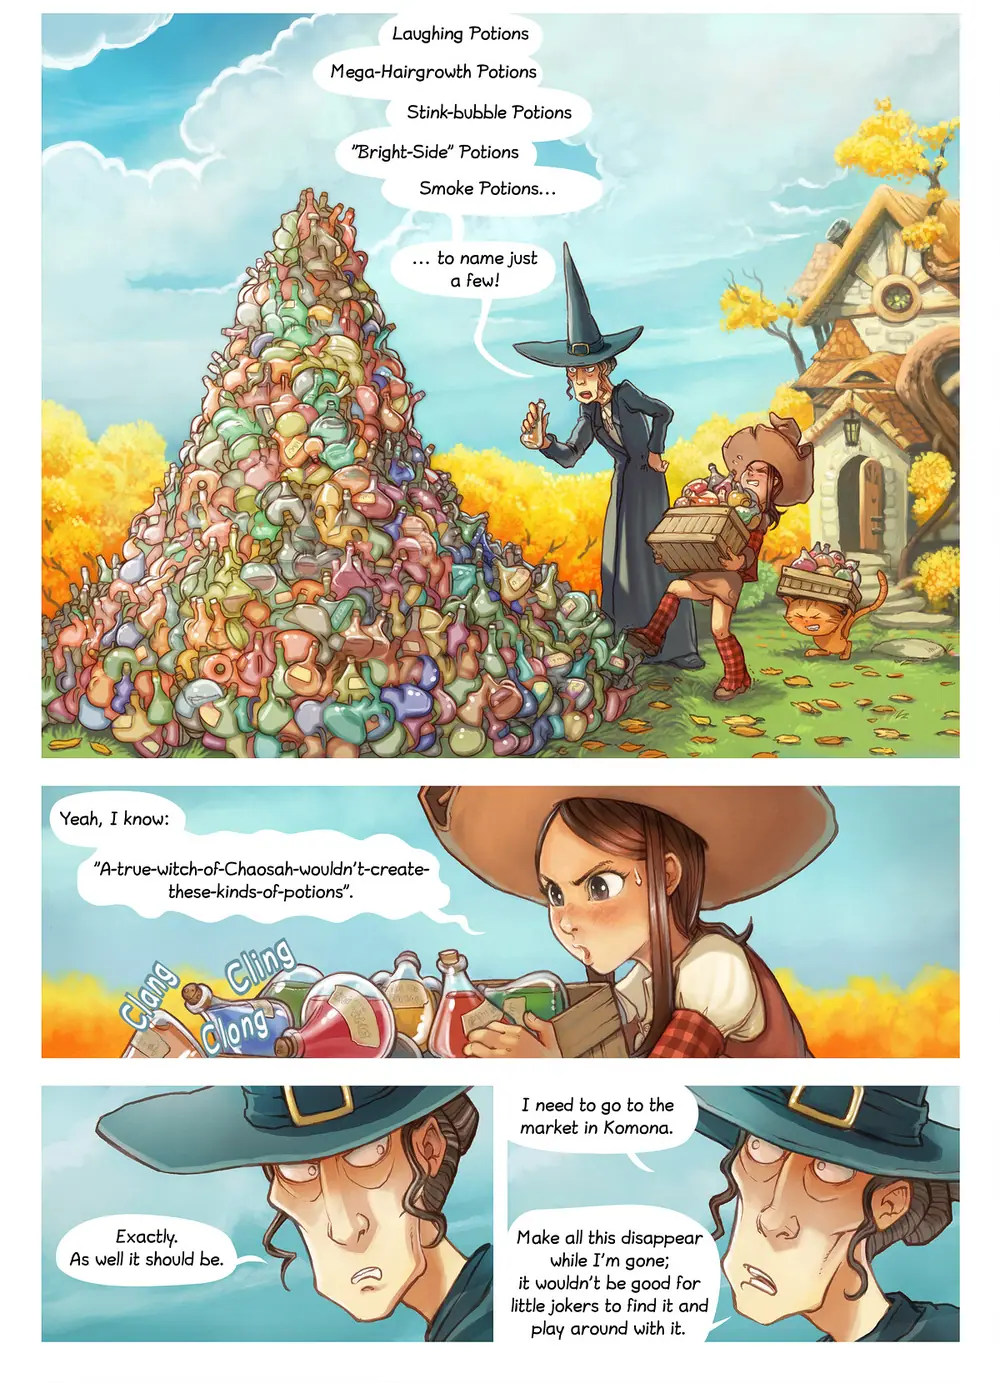 Laughing Potions
Mega-Hairgrowth Potions
Stink-bubble Potions
"Bright-Side" Potions
Smoke Potions...
... to name just
a few!
Yeah, I know:
"A-true-witch-of-Chaosah-wouldn't-create-
these-kinds-of-potions".
Clang
Cling
Clong
Exactly.
As well it should be.
I need to go to the
market in Komona.
Make all this disappear
while I'm gone;
it wouldn't be good for
little jokers to find it and
play around with it.